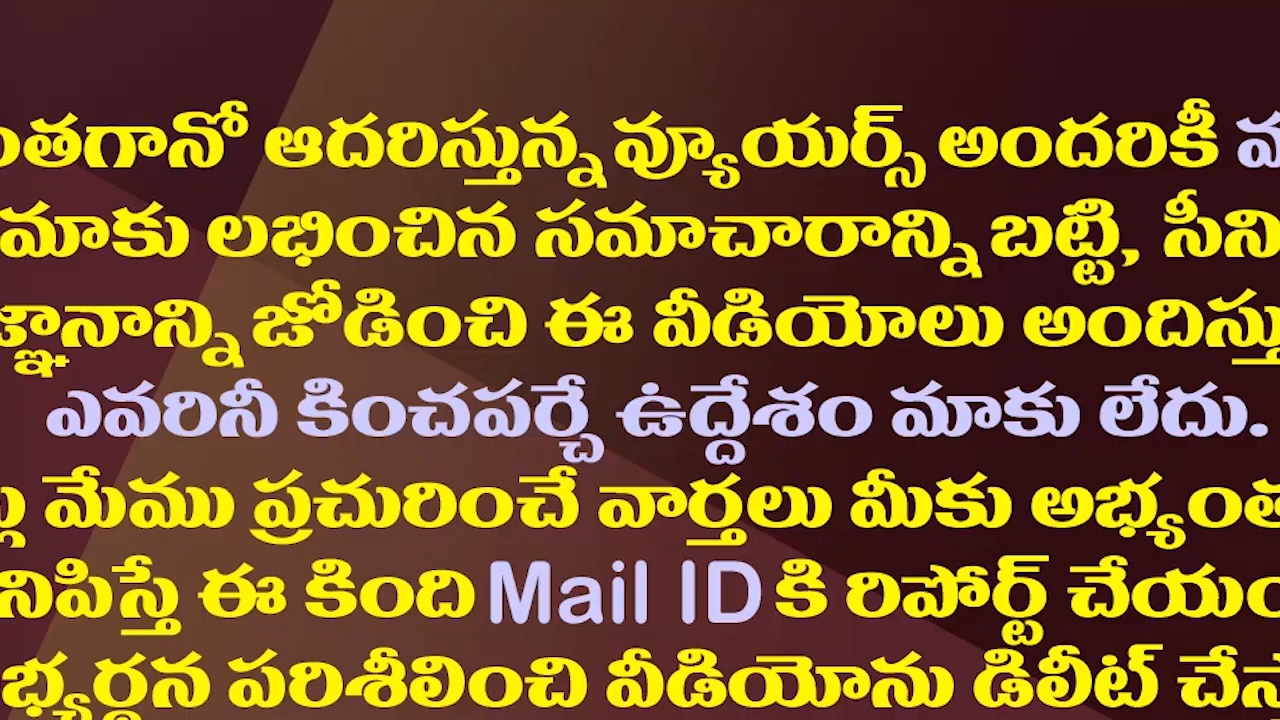 ంతగానో ఆదరిస్తున్న వ్యూయర్స్ అందరికీ
మాకు లభించిన సమాచారాన్ని బట్టి, సీని
జ్ఞానాన్ని జోడించి ఈ వీడియోలు అందిస్తు
ఎవరినీ కించపర్చే ఉద్దేశం మాకు లేదు.
మేము ప్రచురించే వార్తలు మీకు అభ్యంత
నిపిస్తే ఈ కింది Mail ID కి రిపోర్ట్ చేయం
భ్యర్థన పరిశీలించి వీడియోను డిలీట్ చేస